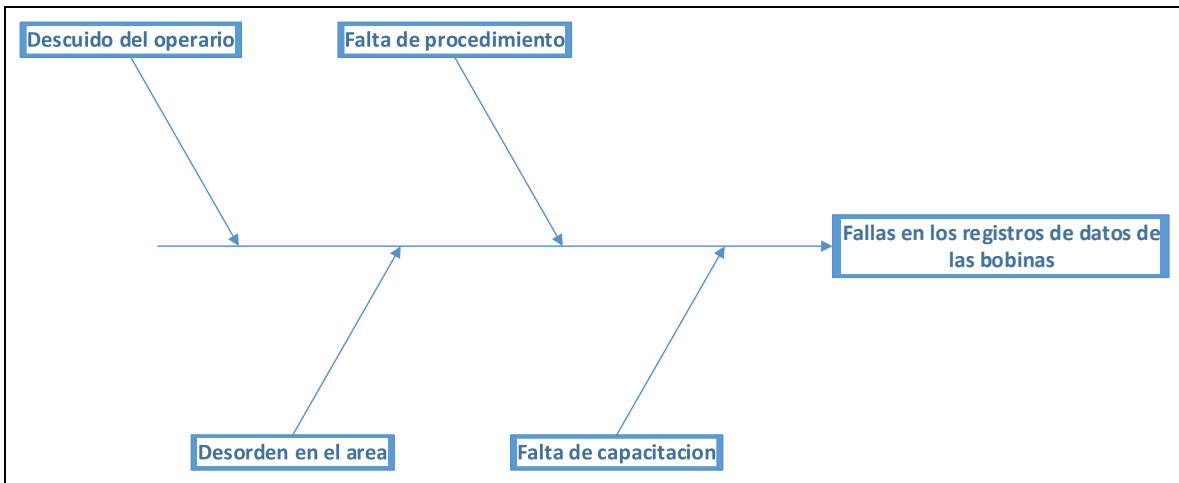 Descuido del operario
Falta de procedimiento
Fallas en los registros de datos de
las bobinas
Desorden en el area
Falta de capacitacion